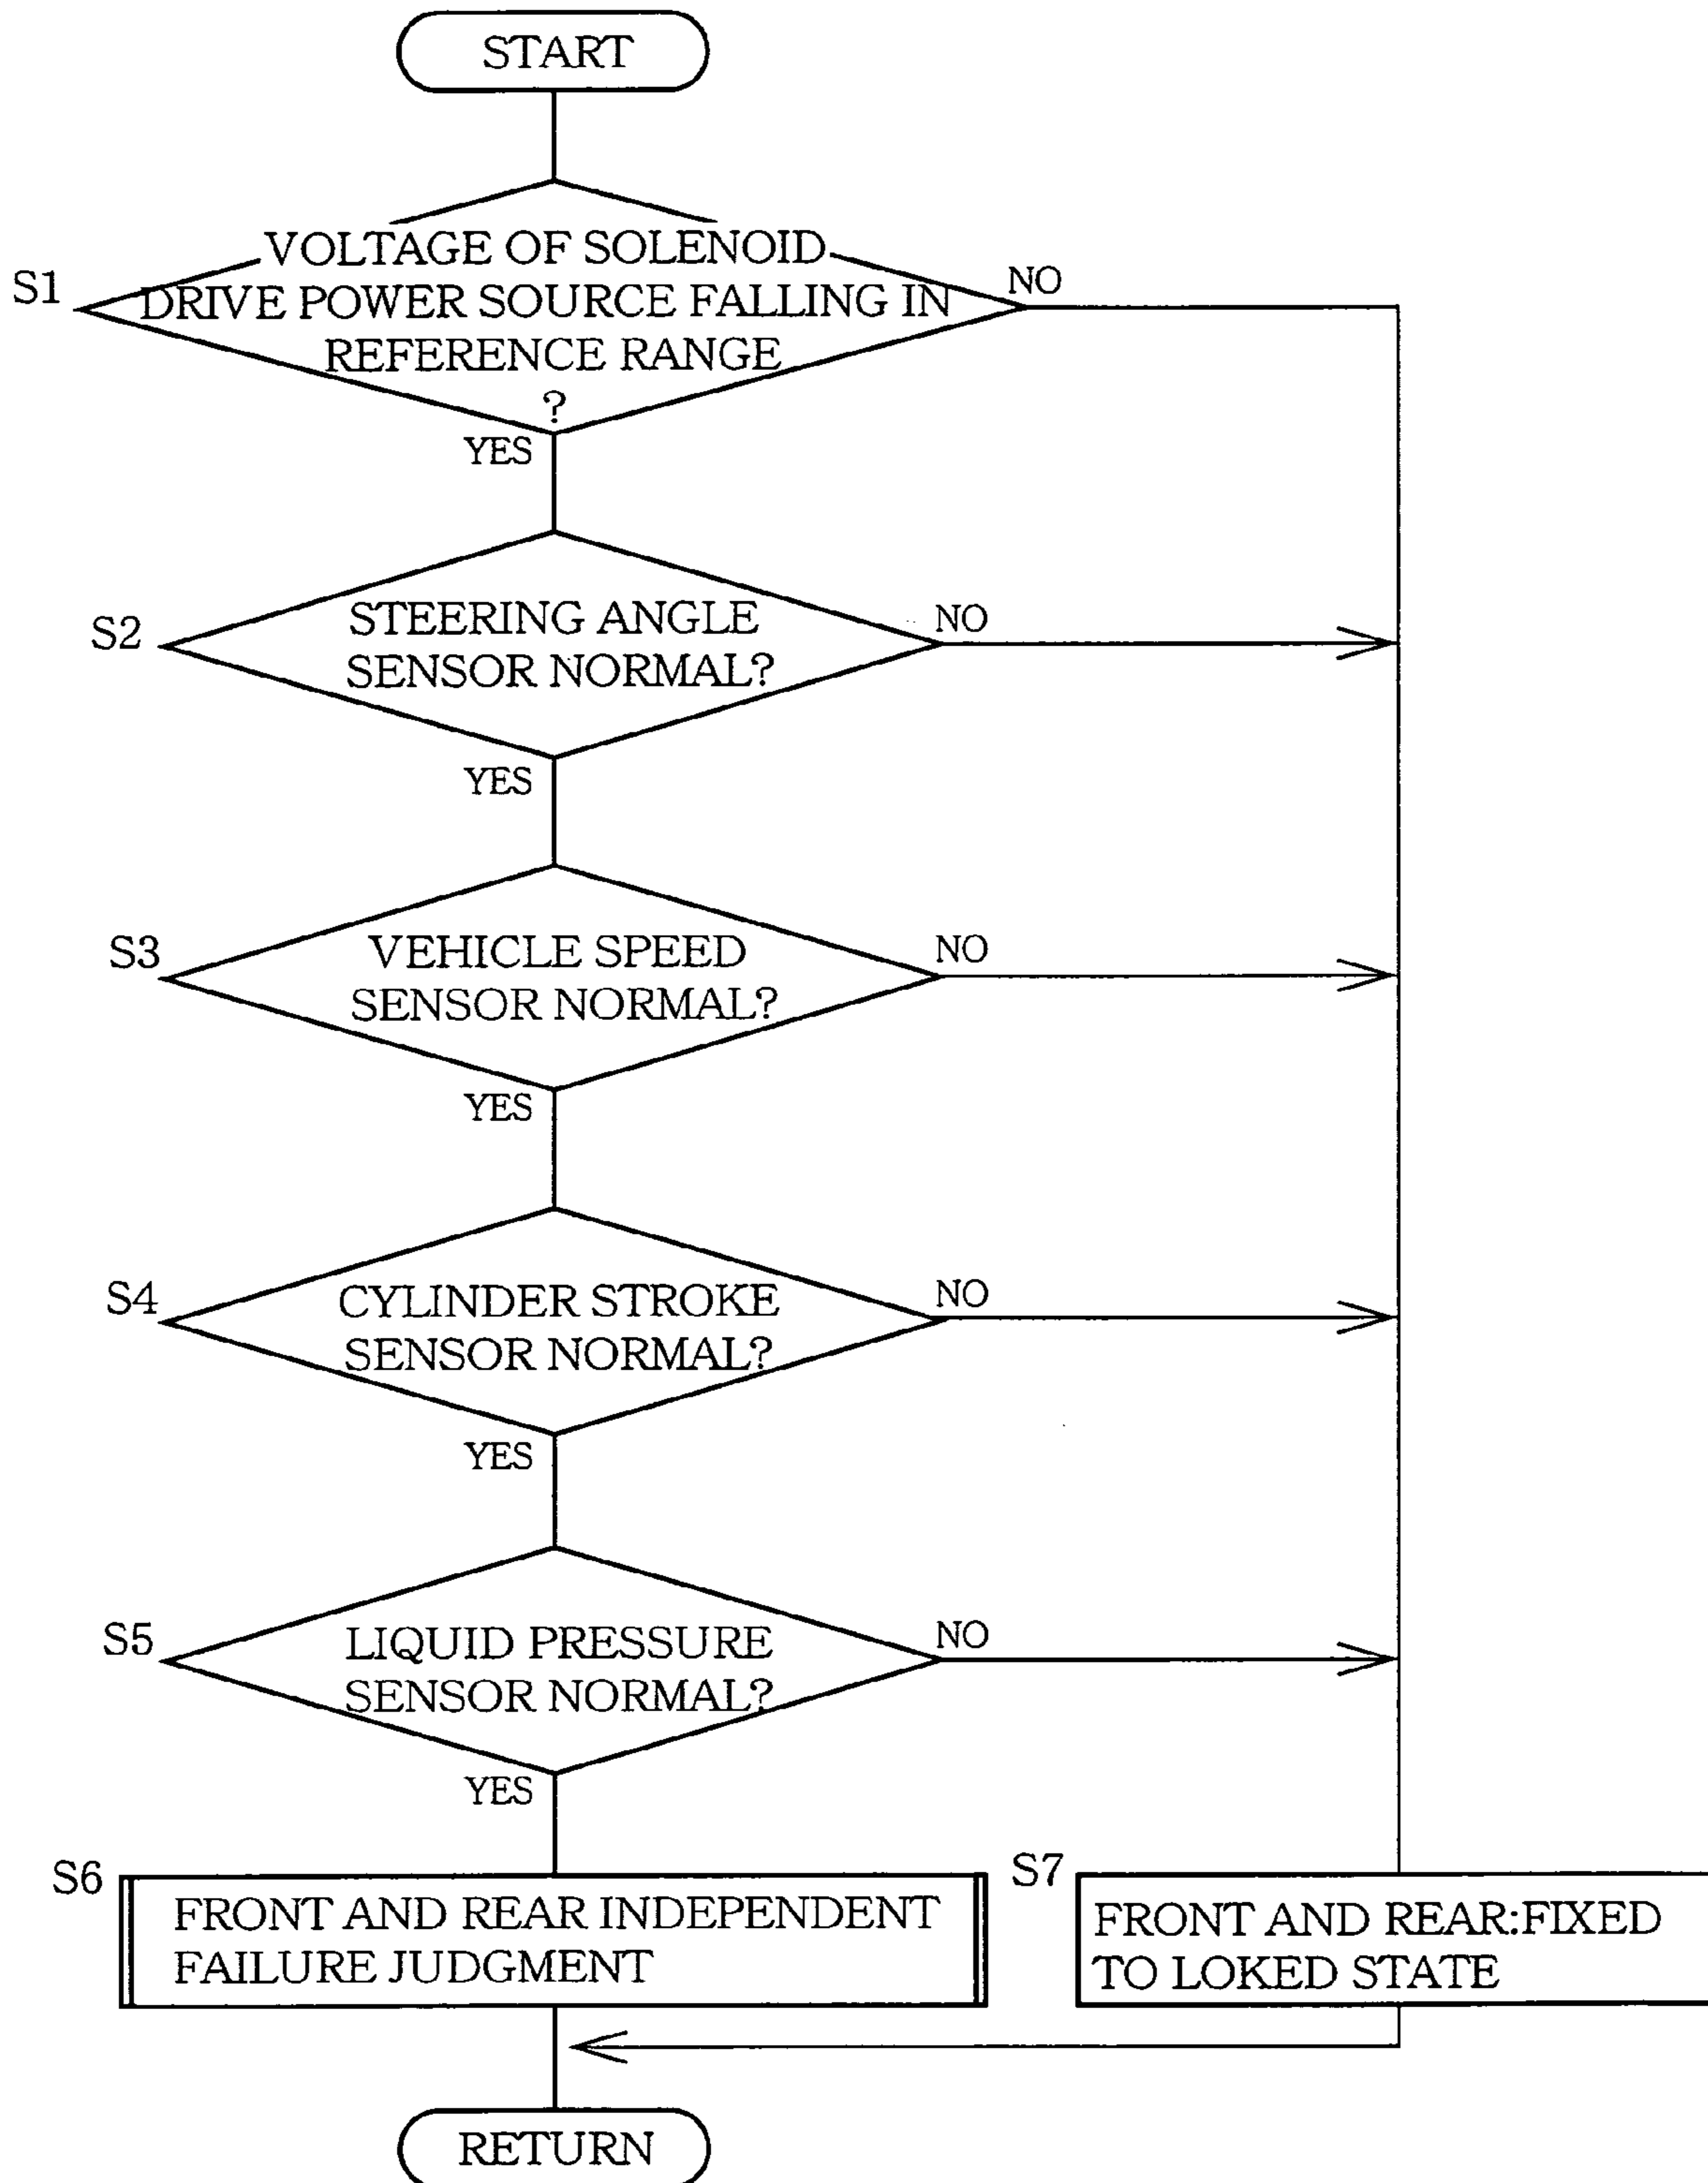 START
VOLTAGE OF SOLENOID
S1
DRIVE POWER SOURCE FALLING IN
NO
REFERENCE RANGE
?
YES
S2
STEERING ANGLE
SENSOR NORMAL?
NO
YES
S3
VEHICLE SPEED
SENSOR NORMAL?
NO
YES
S4
CYLINDER STROKE
SENSOR NORMAL?
NO
YES
S5
LIQUID PRESSURE
SENSOR NORMAL?
NO
YES
S6
FRONT AND REAR INDEPENDENT
FAILURE JUDGMENT
S7
FRONT AND REAR:FIXED
TO LOKED STATE
RETURN